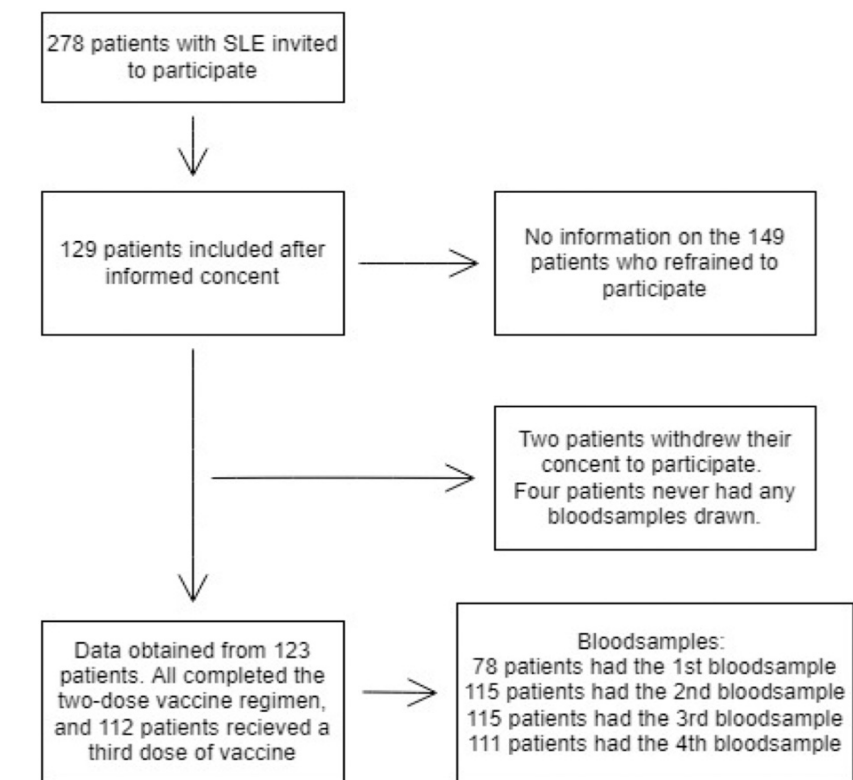 278 patients with SLE invited
to participate
129 patients included after
informed concent
No information on the 149
patients who refrained to
participate
Two patients withdrew their
concent to participate.
Four patients never had any
bloodsamples drawn.
Data obtained from 123
patients. All completed the
two-dose vaccine regimen,
and 112 patients recieved a
third dose of vaccine
Bloodsamples:
78 patients had the 1st bloodsample
115 patients had the 2nd bloodsample
115 patients had the 3rd bloodsample
111 patients had the 4th bloodsample